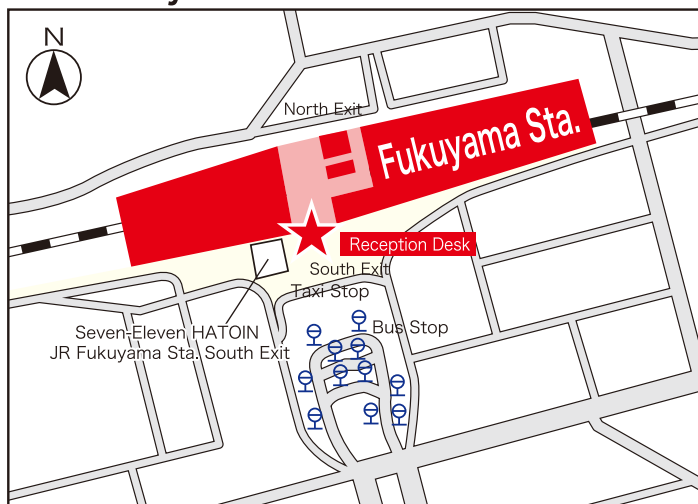 N
North Exit
Fukuyama Sta.
Reception Desk
South Exit
Taxi Stop
Bus Stop
Seven-Eleven HATOIN
JR Fukuyama Sta. South Exit